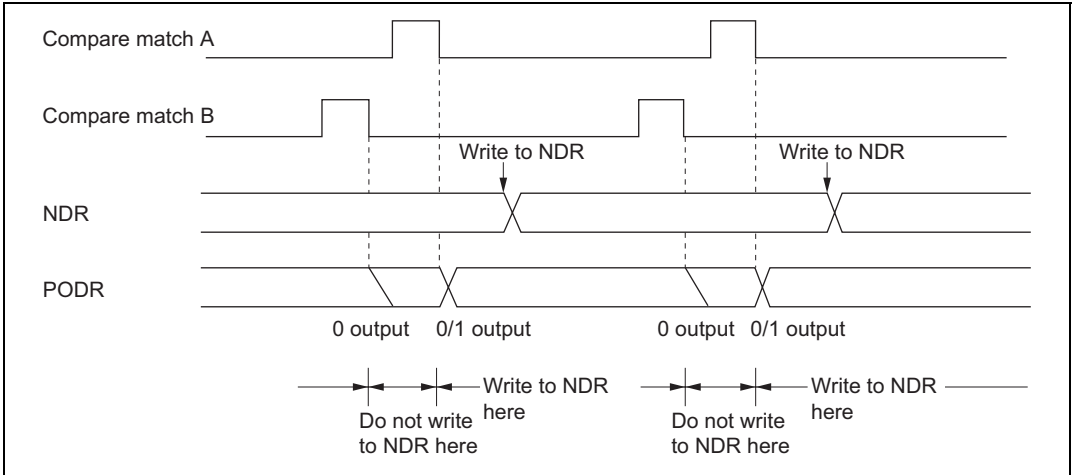 Compare match A
Compare match B
Write to NDR Write to NDR
NDR
PODR
0 output 0/1 output 0 output 0/1 output
Write to NDR
here
Do not write
to NDR here
Write to NDR
here
Do not write
to NDR here